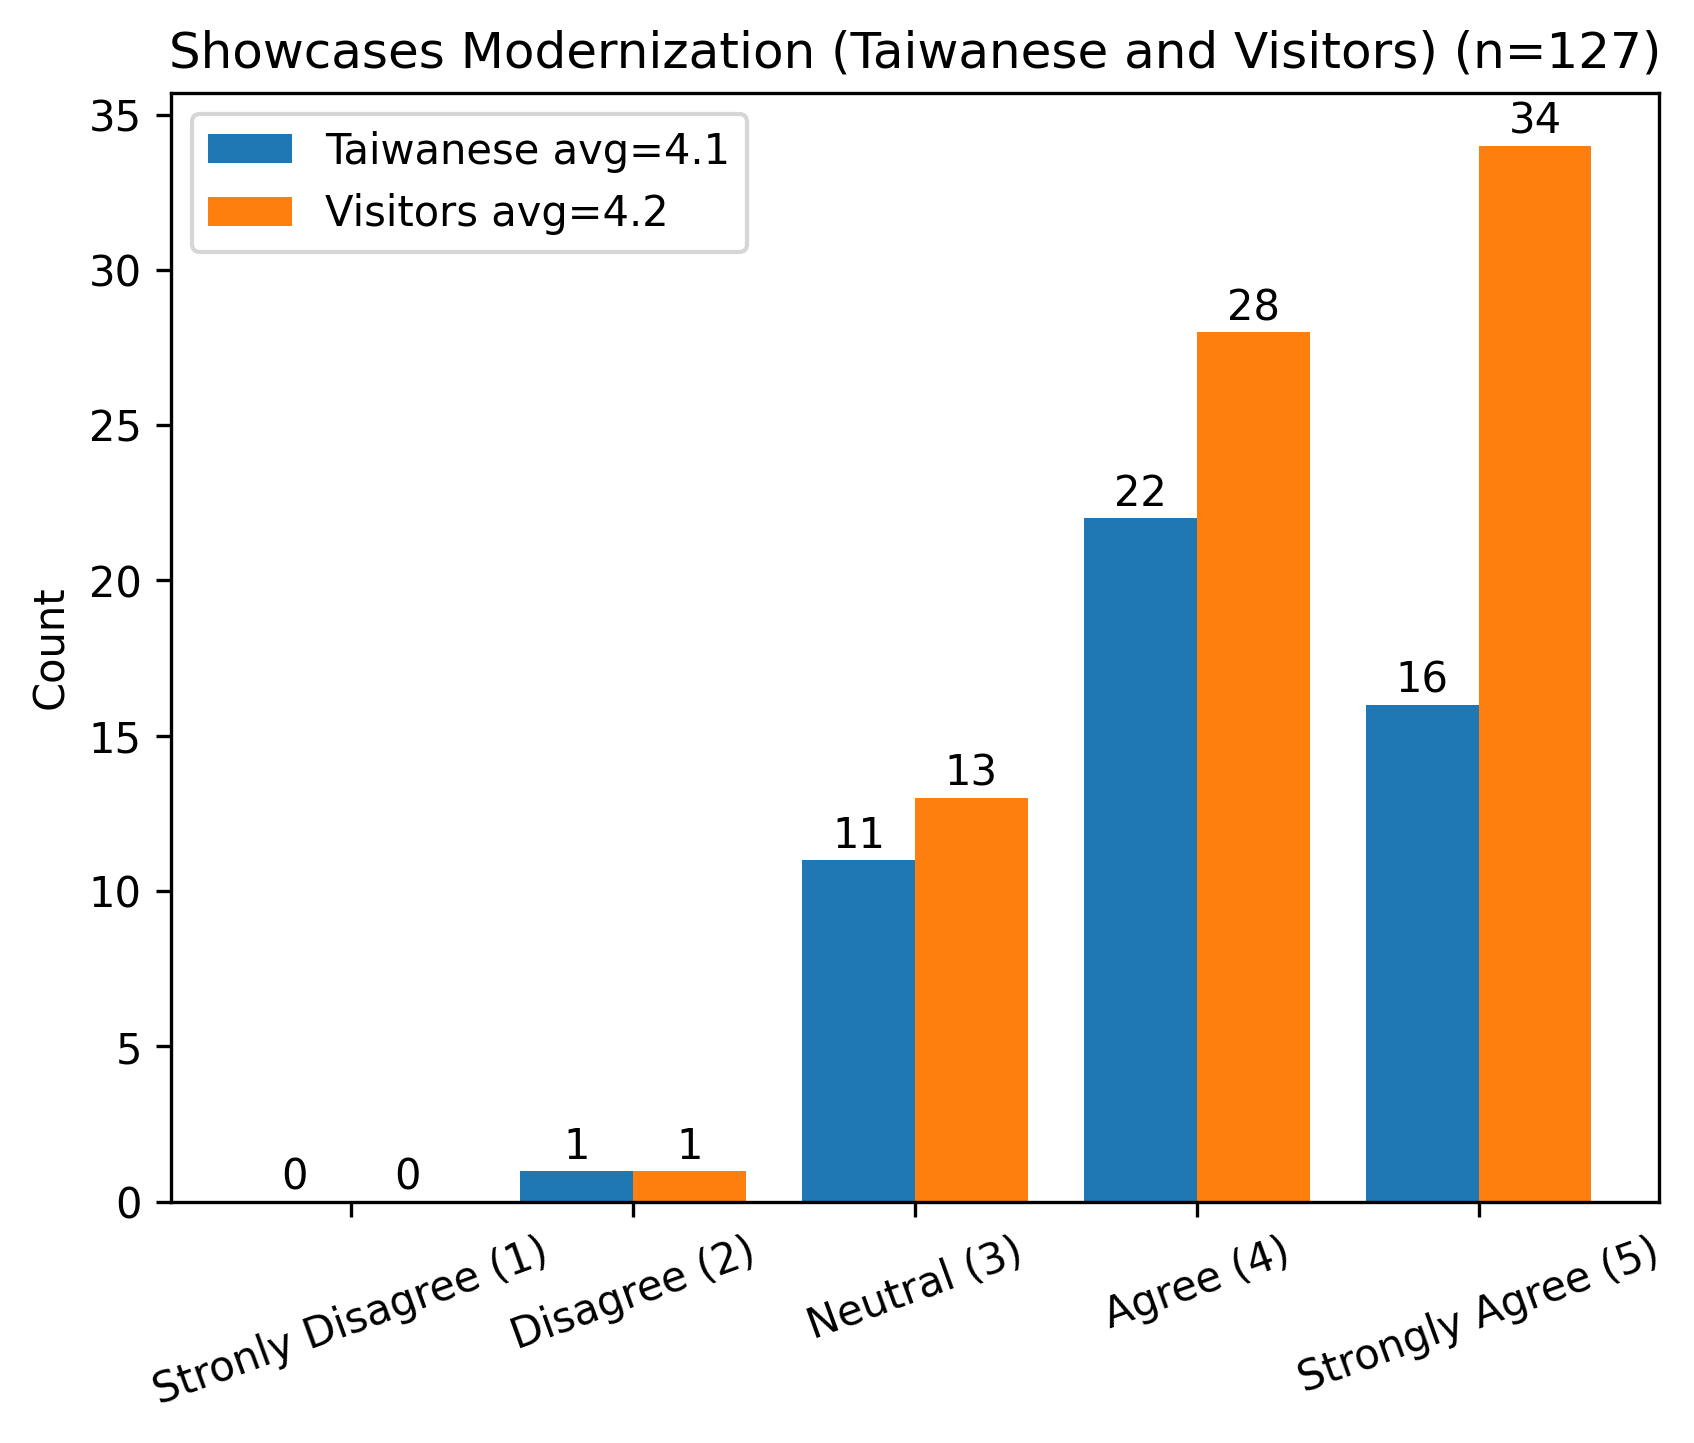 Showcases Modernization (Taiwanese and Visitors) (n=127)
Taiwanese avg=4.1
Visitors avg=4.2
Count
35
30
25
20
15
10
5
0
0
0
1
1
11
13
22
28
16
34
Stronly Disagree (1)
Disagree (2)
Neutral (3)
Agree (4)
Strongly Agree (5)